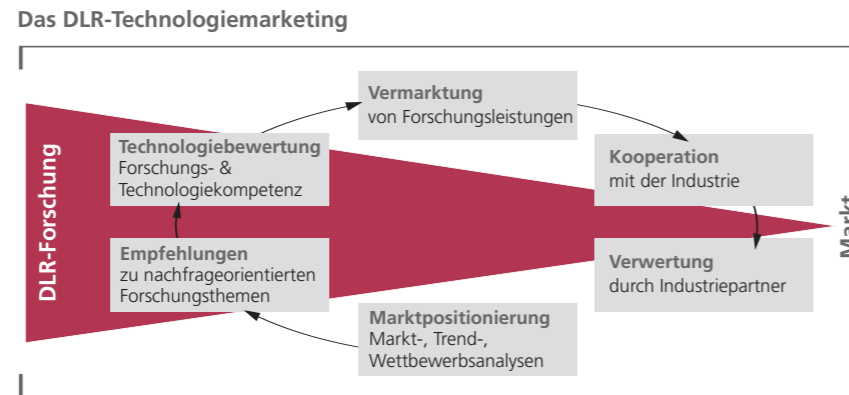 Das DLR-Technologiemarketing
Vermarktung
von Forschungsleistungen
Technologiebewertung
Forschungs- &
Technologiekompetenz
Kooperation
mit der Industrie
DLR-Forschung
Markt
Empfehlungen
zu nachfrageorientierten
Forschungsthemen
Verwertung
durch Industriepartner
Marktpositionierung
Markt-, Trend-,
Wettbewerbsanalysen